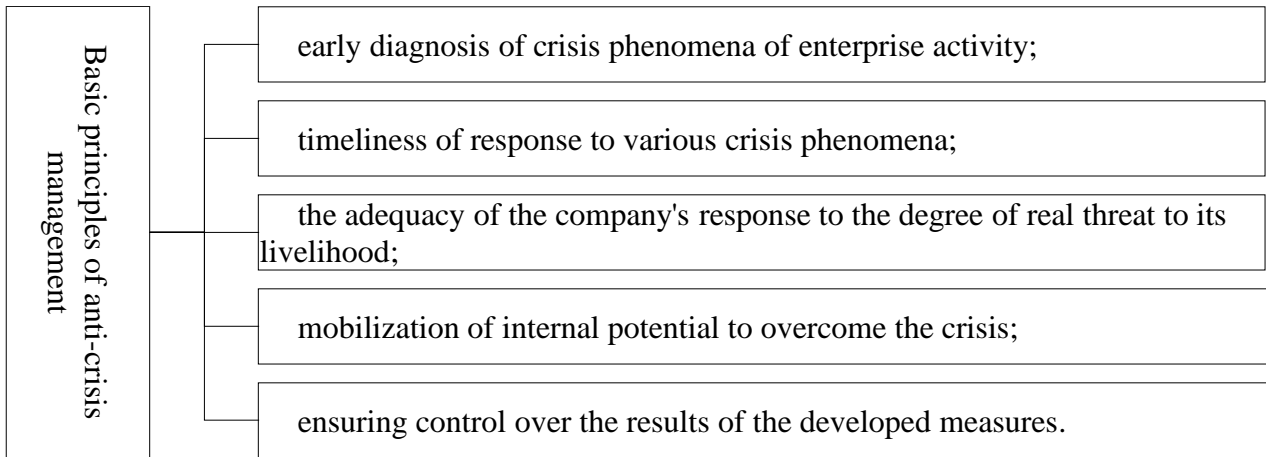 Basic principles of anti-crisis
management
early diagnosis of crisis phenomena of enterprise activity;
timeliness of response to various crisis phenomena;
the adequacy of the company's response to the degree of real threat to its
livelihood;
mobilization of internal potential to overcome the crisis;
ensuring control over the results of the developed measures.